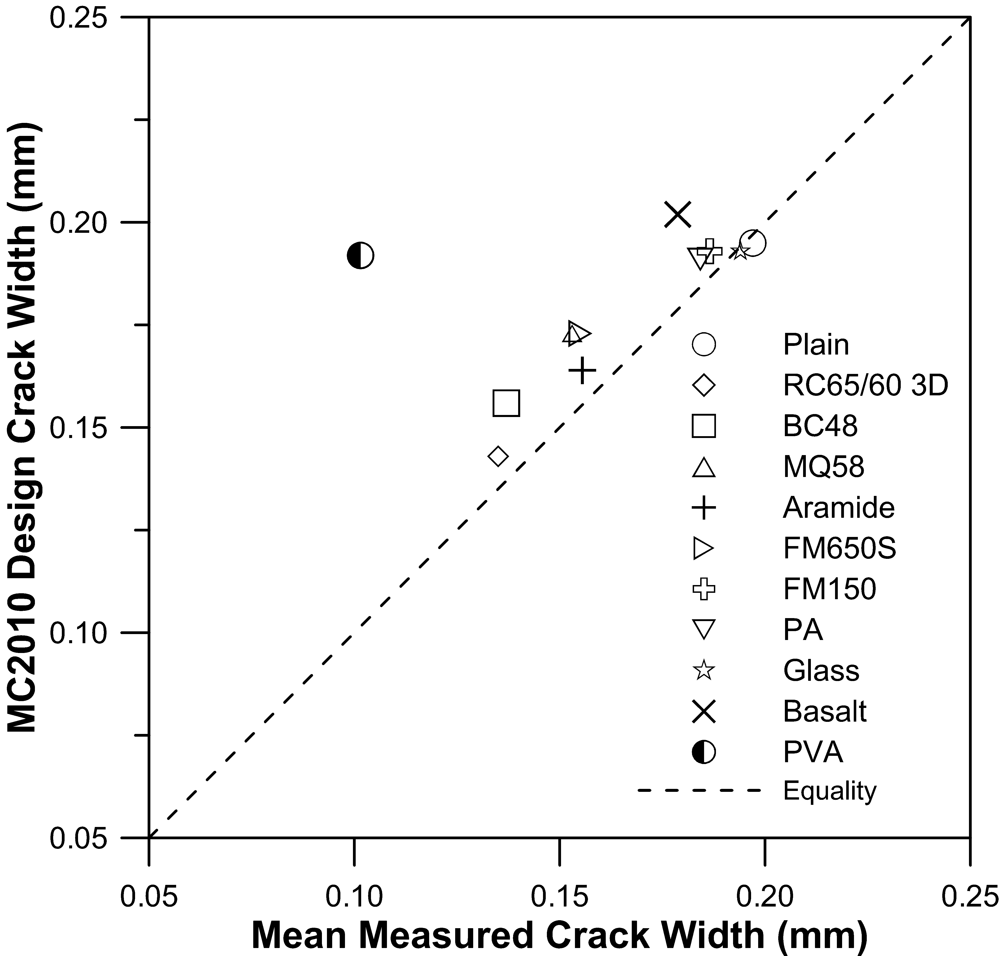 MC2010 Design Crack Width (mm)
0.25
0.20
0.15
0.10
0.05
Plain
RC65/60 3D
BC48
MQ58
Aramide
FM650S
FM150
PA
Glass
Basalt
PVA
Equality
0.05 0.10 0.15 0.20 0.25
Mean Measured Crack Width (mm)